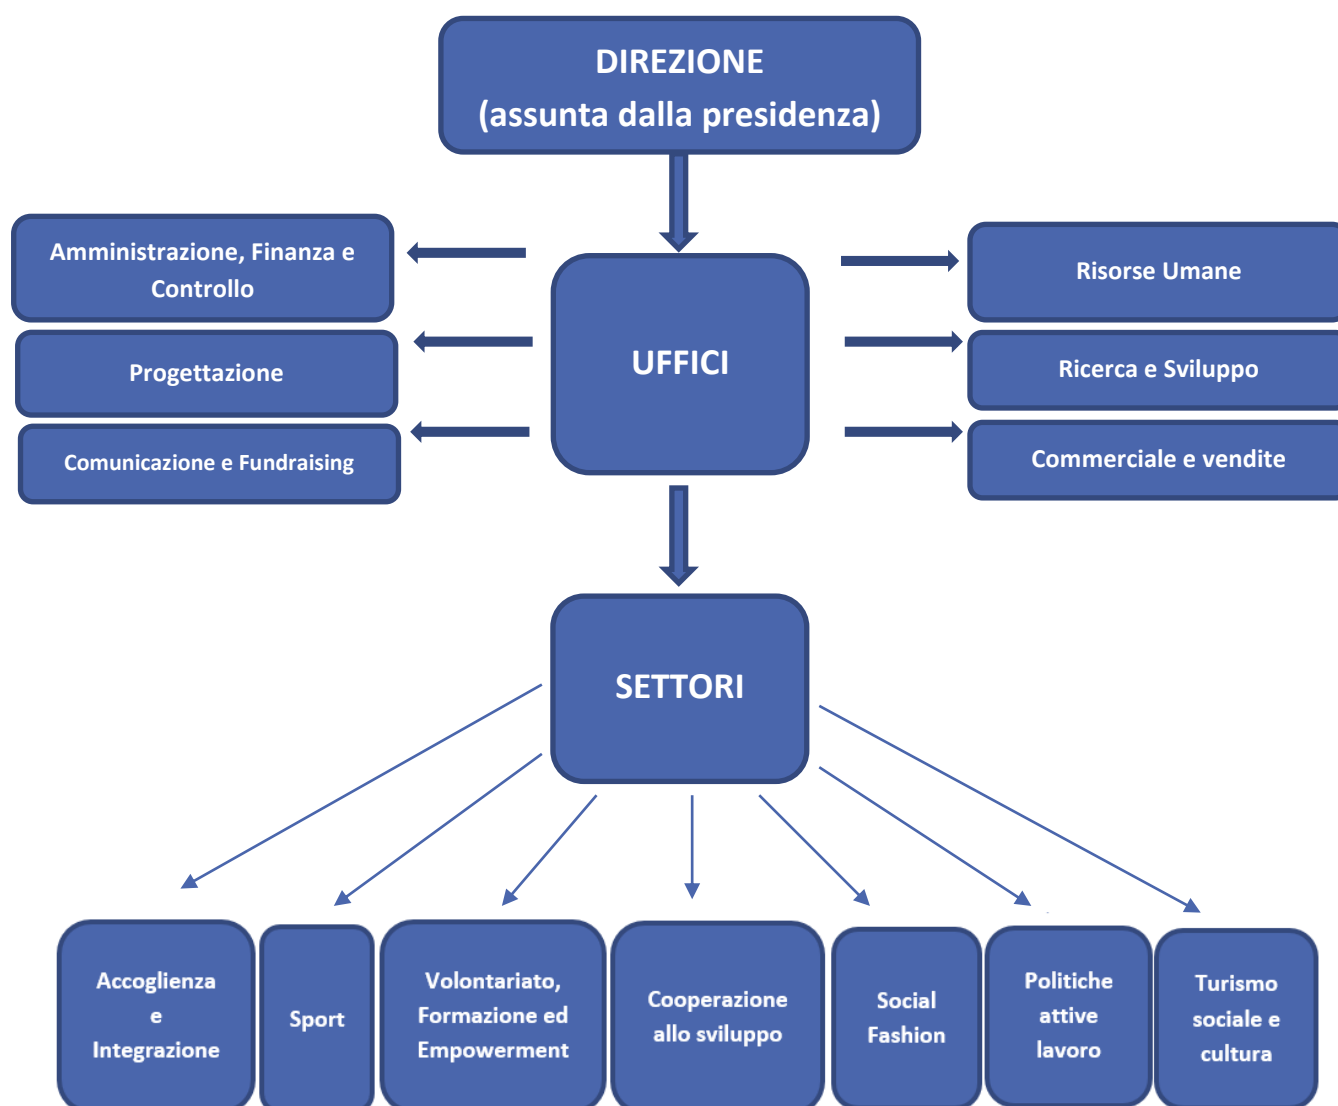 DIREZIONE
(assunta dalla presidenza)
Amministrazione, Finanza e
Controllo
Risorse Umane
Progettazione
UFFICI
Ricerca e Sviluppo
Comunicazione e Fundraising
Commerciale e vendite
SETTORI
Accoglienza
e
Integrazione
Sport
Volontariato,
Formazione ed
Empowerment
Cooperazione
allo sviluppo
Social
Fashion
Politiche
attive
lavoro
Turismo
sociale e
cultura